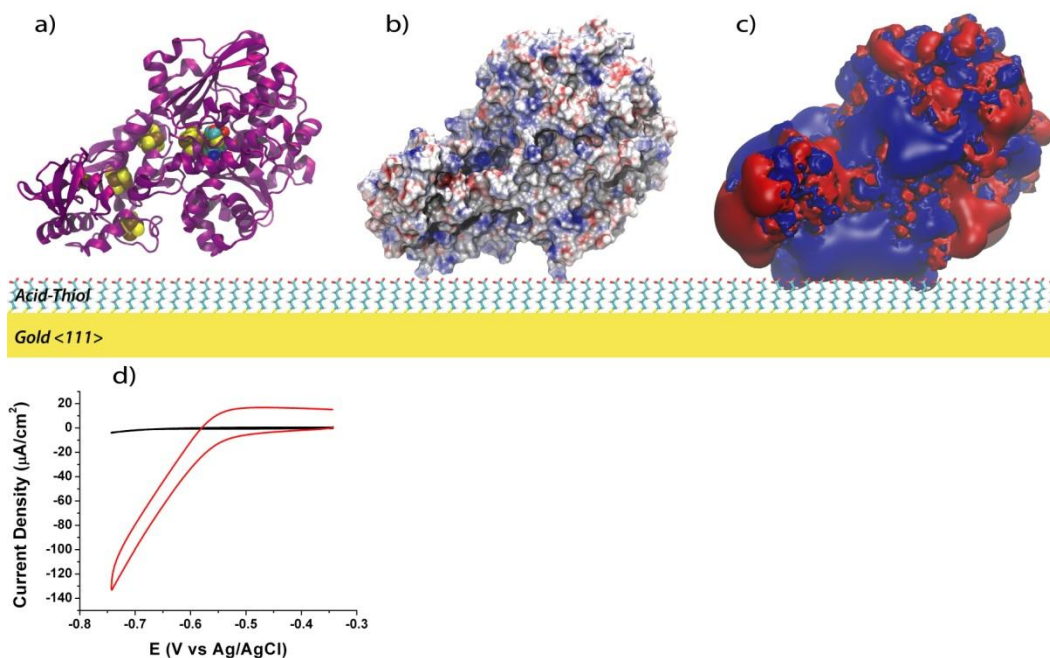 a)
b)
c)
Acid-Thiol
Gold <111>
d)
20
0
-20
-40
-60
-80
-100
-120
-140
Current Density (μA/cm²)
-0.8 -0.7 -0.6 -0.5 -0.4 -0.3
E (V vs Ag/AgCl)